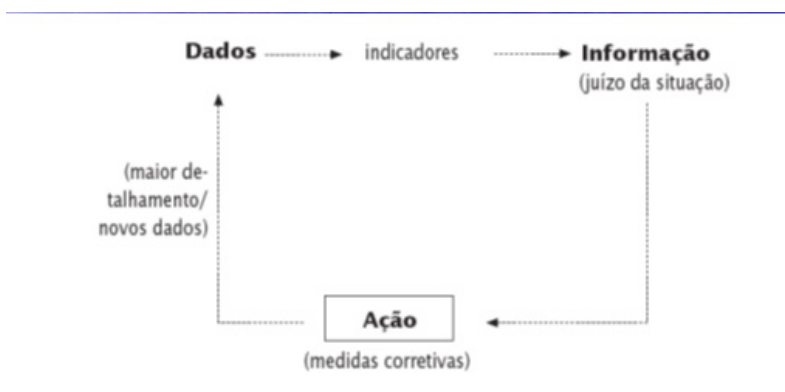 Dados indicadores Informação
(juízo da situação)
(maior de-
talhamento/
novos dados)
Ação
(medidas corretivas)